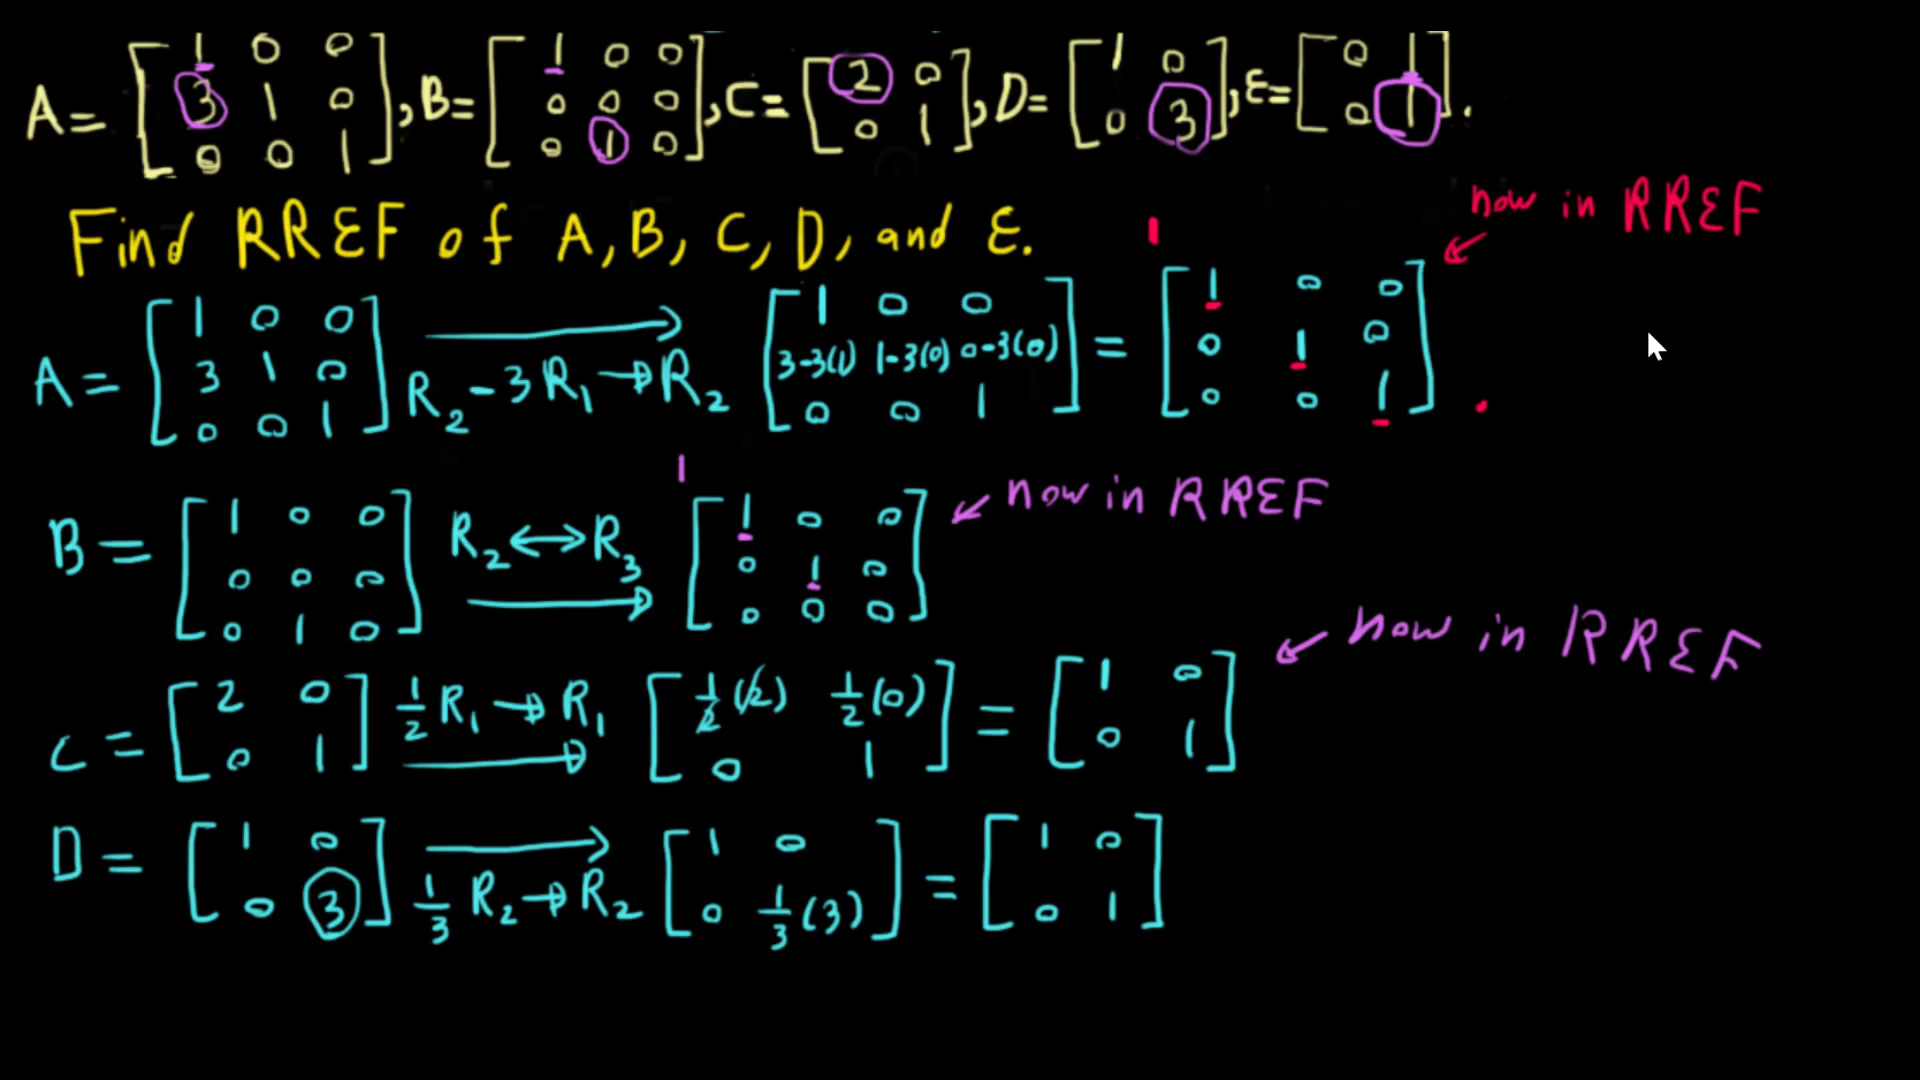 A = [1 0 0; 3 1 0; 0 0 1], B = [1 0 0; 0 0 0; 0 1 0], C = [2 0; 0 1], D = [1 0; 0 3], E = [0 1; 0 1].
Find RREF of A, B, C, D, and E.
now in RREF
A = [1 0 0; 3 1 0; 0 0 1] R₂ - 3R₁ → R₂ [1 0 0; 3-3(1) 1-3(0) 0-3(0); 0 0 1] = [1 0 0; 0 1 0; 0 0 1].
B = [1 0 0; 0 0 0; 0 1 0] R₂ ↔ R₃ → [1 0 0; 0 1 0; 0 0 0] ← now in RREF
C = [2 0; 0 1] 1/2 R₁ → R₁ [1/2(2) 1/2(0); 0 1] = [1 0; 0 1] ← now in RREF
D = [1 0; 0 3] 1/3 R₂ → R₂ [1 0; 0 1/3(3)] = [1 0; 0 1]